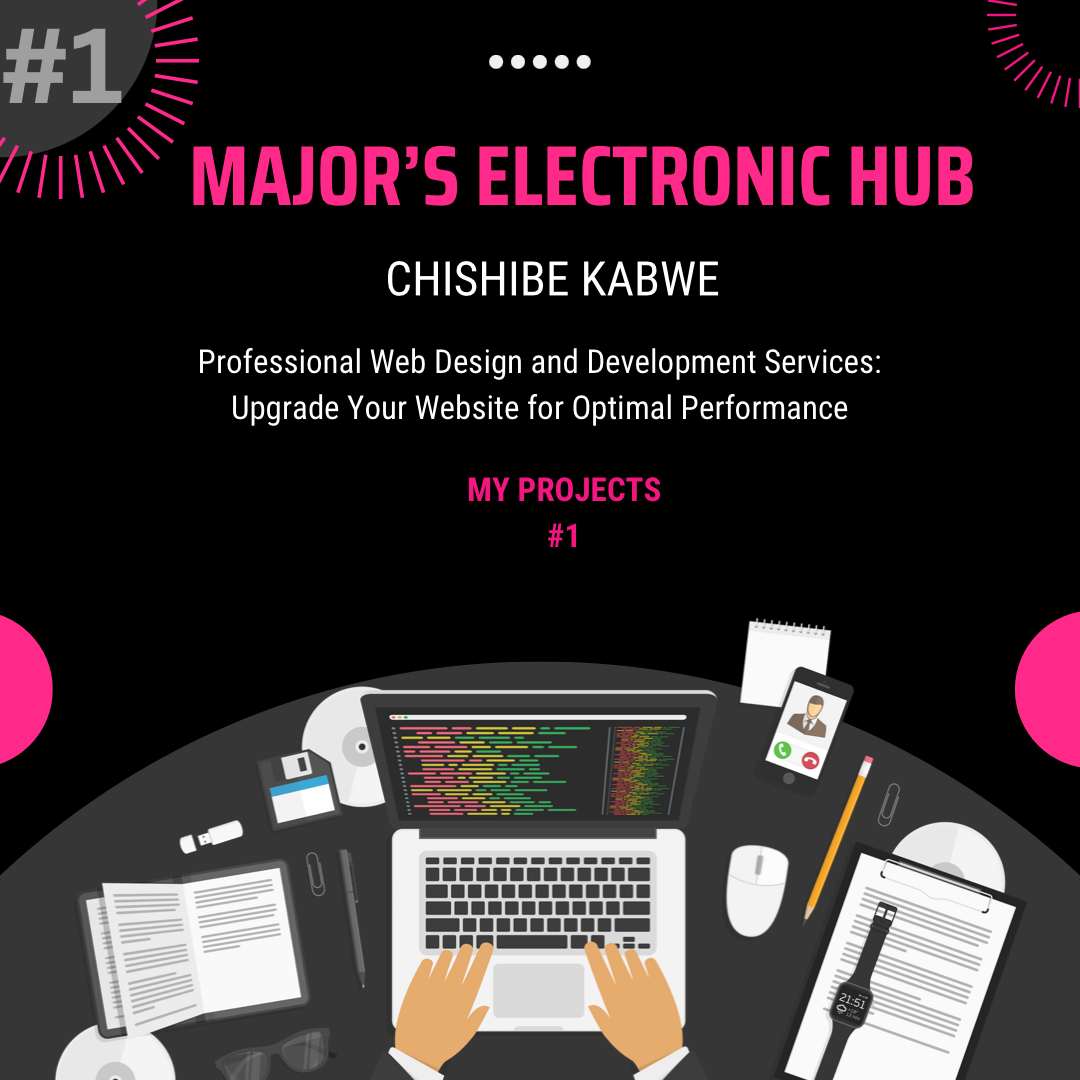 #1
MAJOR’S ELECTRONIC HUB
CHISHIBE KABWE
Professional Web Design and Development Services:
Upgrade Your Website for Optimal Performance
MY PROJECTS
#1
21:51